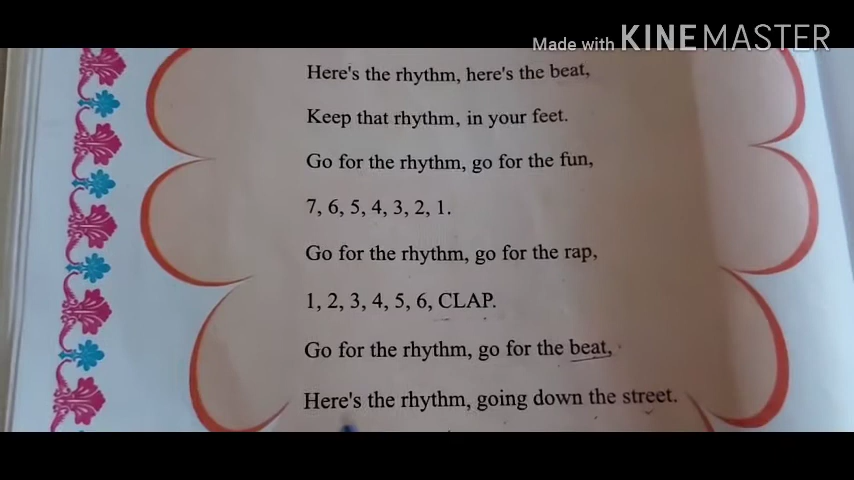 Made with KINEMASTER
Here's the rhythm, here's the beat,
Keep that rhythm, in your feet.
Go for the rhythm, go for the fun,
7, 6, 5, 4, 3, 2, 1.
Go for the rhythm, go for the rap,
1, 2, 3, 4, 5, 6, CLAP.
Go for the rhythm, go for the beat,
Here's the rhythm, going down the street.